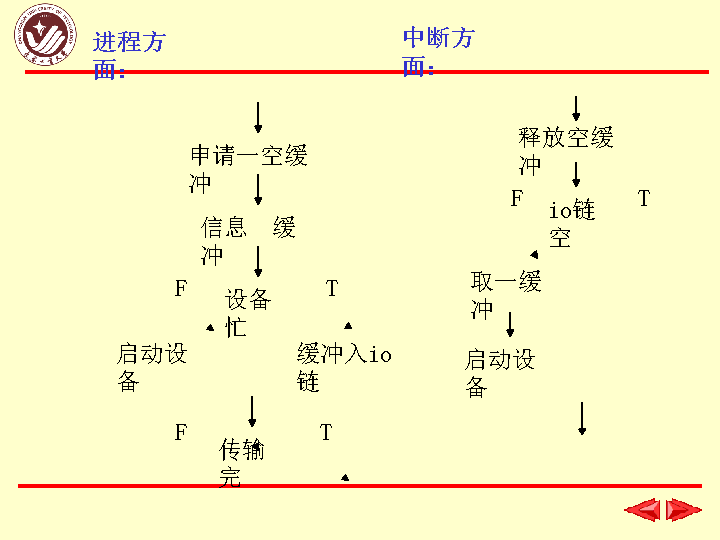 进程方
面:
申请一空缓
冲
信息 缓
冲
F
T
设备
忙
启动设
备
缓冲入io
链
F
T
传输
完
中断方
面:
释放空缓
冲
F
T
io链
空
取一缓
冲
启动设
备